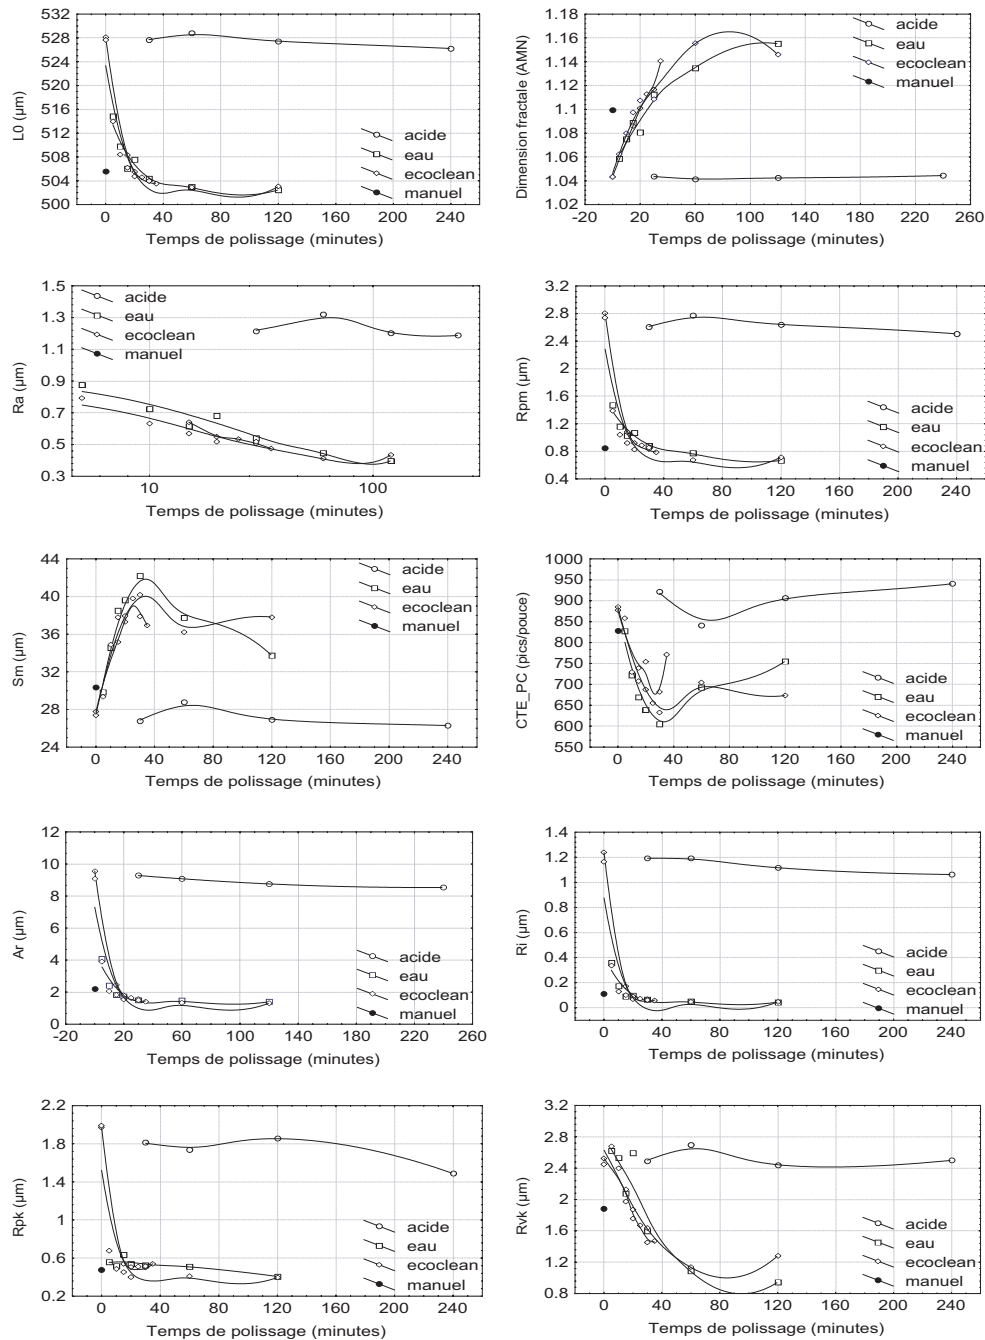 L0 (μm)
528
524
520
516
512
508
504
500
0 40 80 120 160 200 240
Temps de polissage (minutes)
acide
eau
ecoclean
manuel
Dimension fractale (AMN)
1.18
1.16
1.14
1.12
1.1
1.08
1.06
1.04
1.02
-20 20 60 100 140 180 220 260
Temps de polissage (minutes)
acide
eau
ecoclean
manuel
Ra (μm)
1.5
1.3
1.1
0.9
0.7
0.5
0.3
10 100
Temps de polissage (minutes)
acide
eau
ecoclean
manuel
Rpm (μm)
3.2
2.8
2.4
2
1.6
1.2
0.8
0.4
0 40 80 120 160 200 240
Temps de polissage (minutes)
acide
eau
ecoclean
manuel
Sm (μm)
44
40
36
32
28
24
0 40 80 120 160 200 240
Temps de polissage (minutes)
acide
eau
ecoclean
manuel
CTE_PC (pics/pouce)
1000
950
900
850
800
750
700
650
600
550
0 40 80 120 160 200 240
Temps de polissage (minutes)
acide
eau
ecoclean
manuel
Ar (μm)
12
10
8
6
4
2
0
-20 20 60 100 140 180 220 260
Temps de polissage (minutes)
acide
eau
ecoclean
manuel
Ri (μm)
1.4
1.2
1
0.8
0.6
0.4
0.2
0
0 40 80 120 160 200 240
Temps de polissage (minutes)
acide
eau
ecoclean
manuel
Rpk (μm)
2.2
1.8
1.4
1
0.6
0.2
0 40 80 120 160 200 240
Temps de polissage (minutes)
acide
eau
ecoclean
manuel
Rvk (μm)
3.2
2.8
2.4
2
1.6
1.2
0.8
0 40 80 120 160 200 240
Temps de polissage (minutes)
acide
eau
ecoclean
manuel